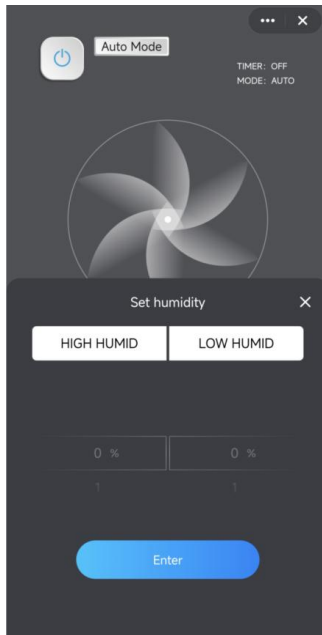 Auto Mode
TIMER: OFF
MODE: AUTO
Set humidity
HIGH HUMID LOW HUMID
0 % 0 %
1 1
Enter